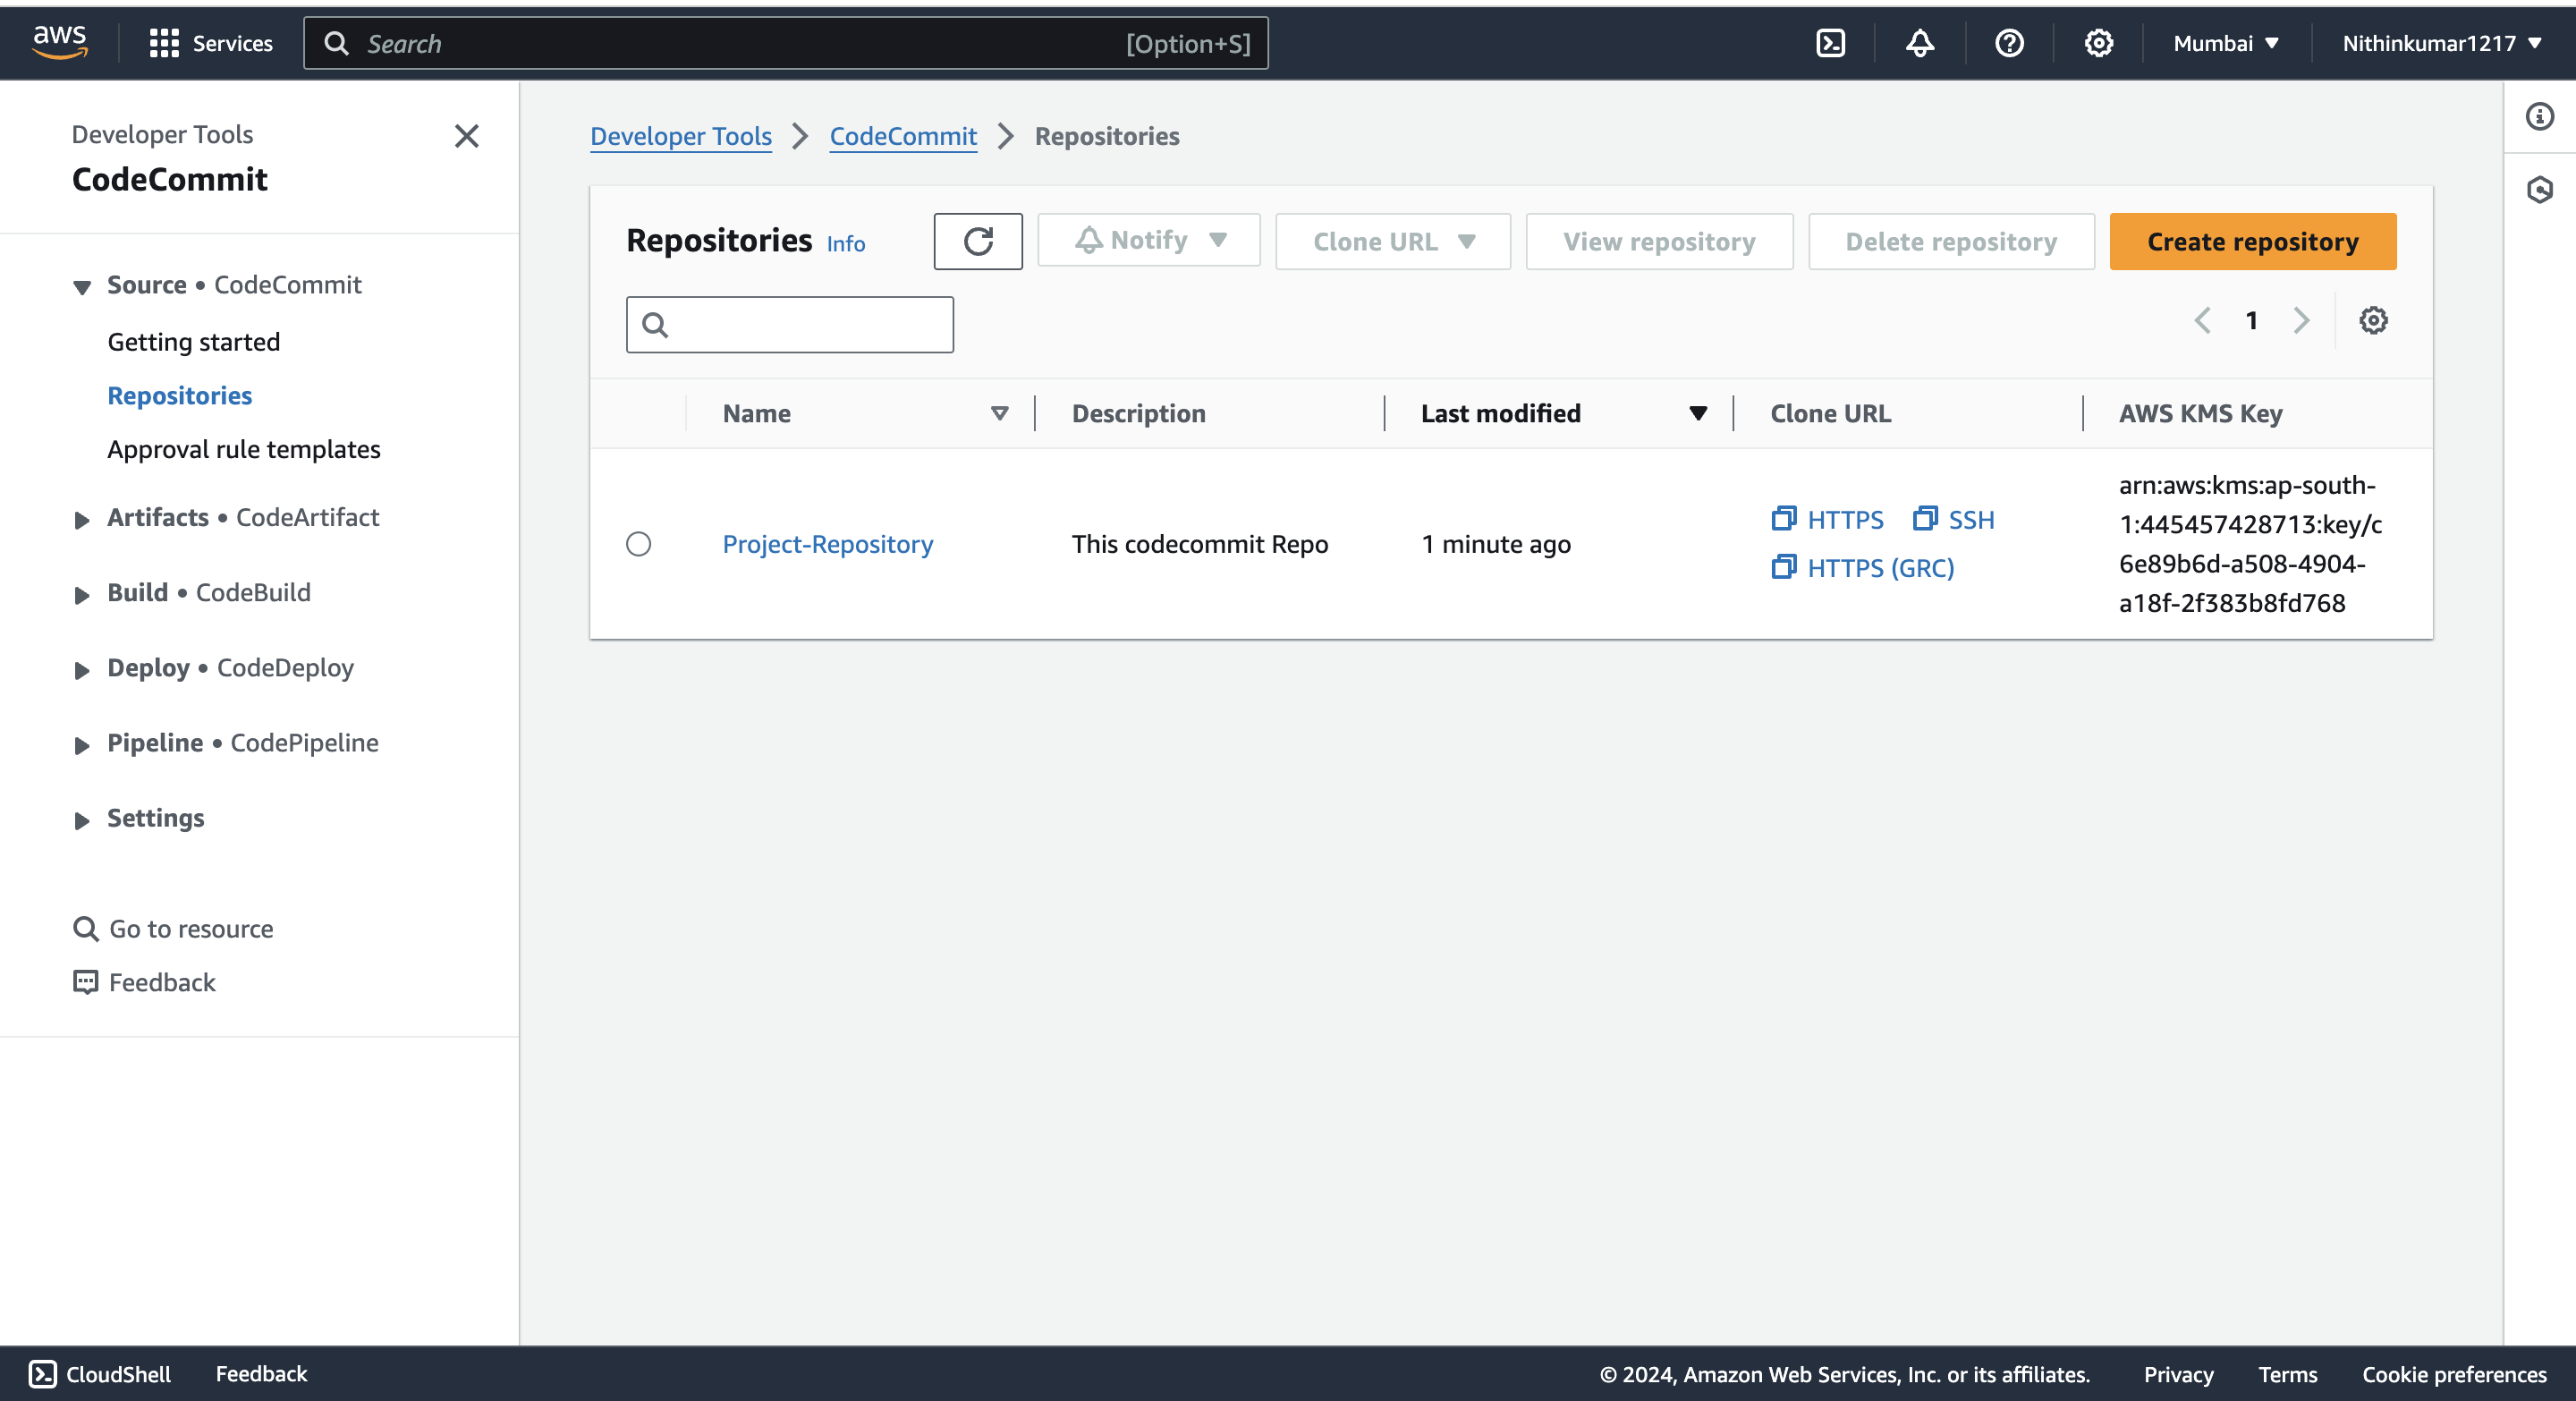 aws
Services
Search [Option+S]
Mumbai
Nithinkumar1217
Developer Tools
CodeCommit
Source • CodeCommit
Getting started
Repositories
Approval rule templates
Artifacts • CodeArtifact
Build • CodeBuild
Deploy • CodeDeploy
Pipeline • CodePipeline
Settings
Go to resource
Feedback
Developer Tools CodeCommit Repositories
Repositories Info
Notify
Clone URL
View repository
Delete repository
Create repository
1
Name Description Last modified Clone URL AWS KMS Key
Project-Repository
This codecommit Repo
1 minute ago
HTTPS SSH
HTTPS (GRC)
arn:aws:kms:ap-south-
1:445457428713:key/c
6e89b6d-a508-4904-
a18f-2f383b8fd768
CloudShell Feedback © 2024, Amazon Web Services, Inc. or its affiliates. Privacy Terms Cookie preferences